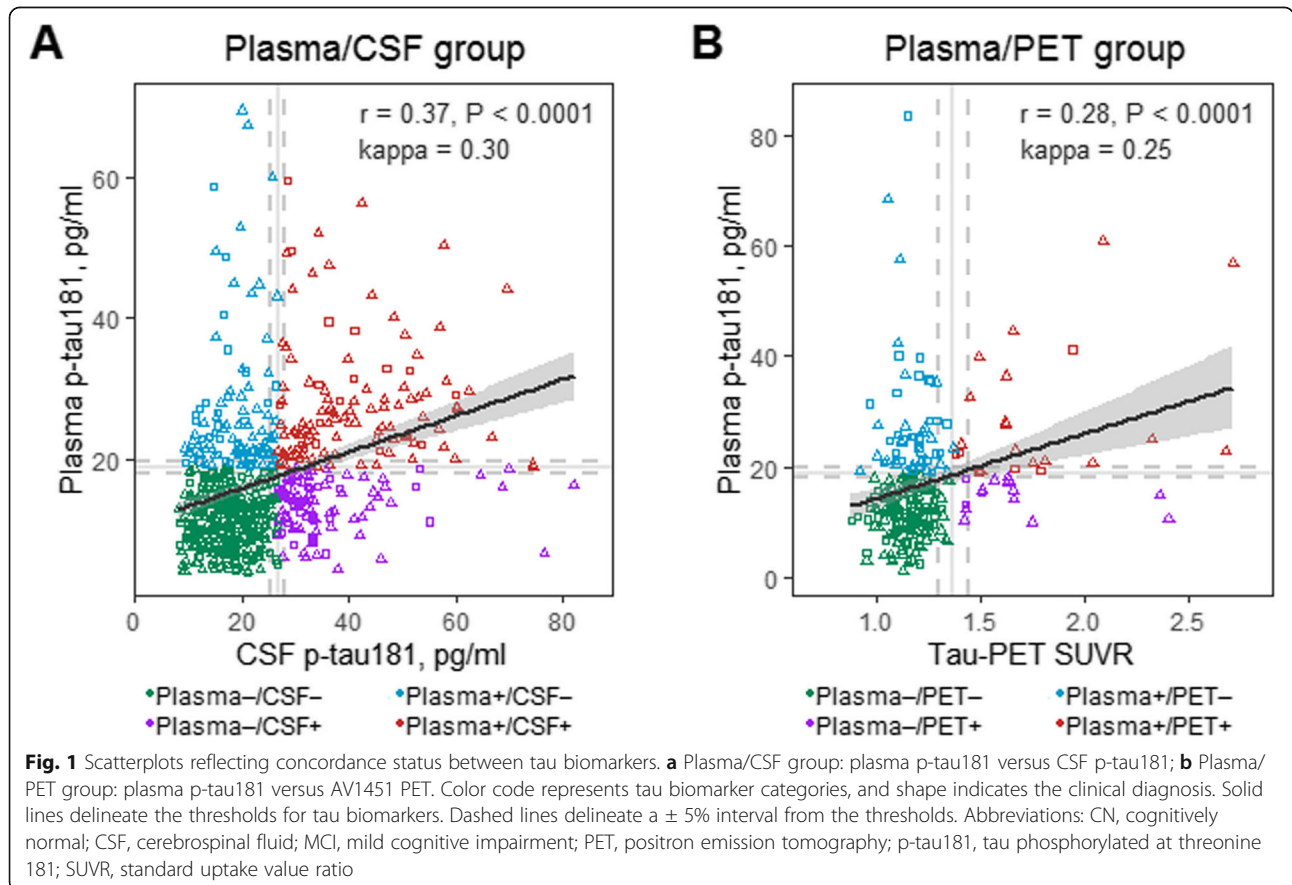 A Plasma/CSF group
r = 0.37, P < 0.0001
kappa = 0.30
Plasma p-tau181, pg/ml
60
40
20
0 20 40 60 80
CSF p-tau181, pg/ml
Plasma–/CSF– Plasma+/CSF–
Plasma–/CSF+ Plasma+/CSF+
B Plasma/PET group
r = 0.28, P < 0.0001
kappa = 0.25
Plasma p-tau181, pg/ml
80
60
40
20
0
1.0 1.5 2.0 2.5
Tau-PET SUVR
Plasma–/PET– Plasma+/PET–
Plasma–/PET+ Plasma+/PET+
Fig. 1 Scatterplots reflecting concordance status between tau biomarkers. a Plasma/CSF group: plasma p-tau181 versus CSF p-tau181; b Plasma/
PET group: plasma p-tau181 versus AV1451 PET. Color code represents tau biomarker categories, and shape indicates the clinical diagnosis. Solid
lines delineate the thresholds for tau biomarkers. Dashed lines delineate a ± 5% interval from the thresholds. Abbreviations: CN, cognitively
normal; CSF, cerebrospinal fluid; MCI, mild cognitive impairment; PET, positron emission tomography; p-tau181, tau phosphorylated at threonine
181; SUVR, standard uptake value ratio